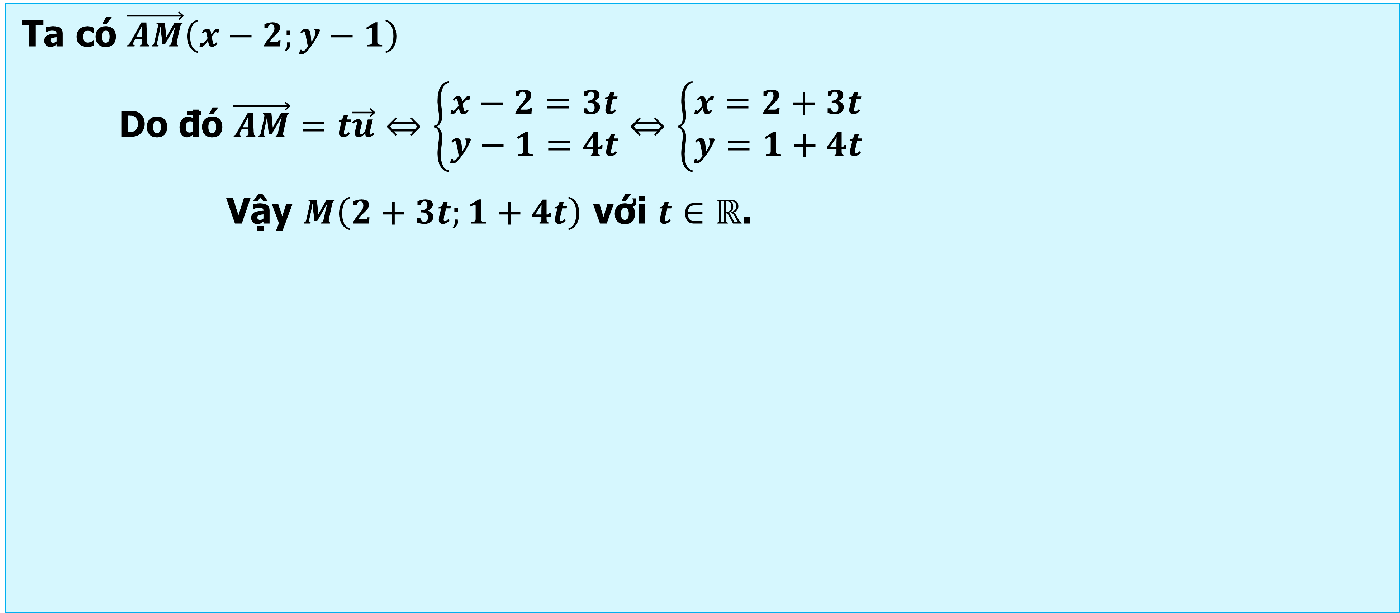 Ta có $\overrightarrow{AM}(x-2;y-1)$
Do đó $\overrightarrow{AM}=t\vec{u}\Leftrightarrow\begin{cases}x-2=3t\\y-1=4t\end{cases}\Leftrightarrow\begin{cases}x=2+3t\\y=1+4t\end{cases}$
Vậy $M(2+3t;1+4t)$ với $t\in\mathbb{R}$.